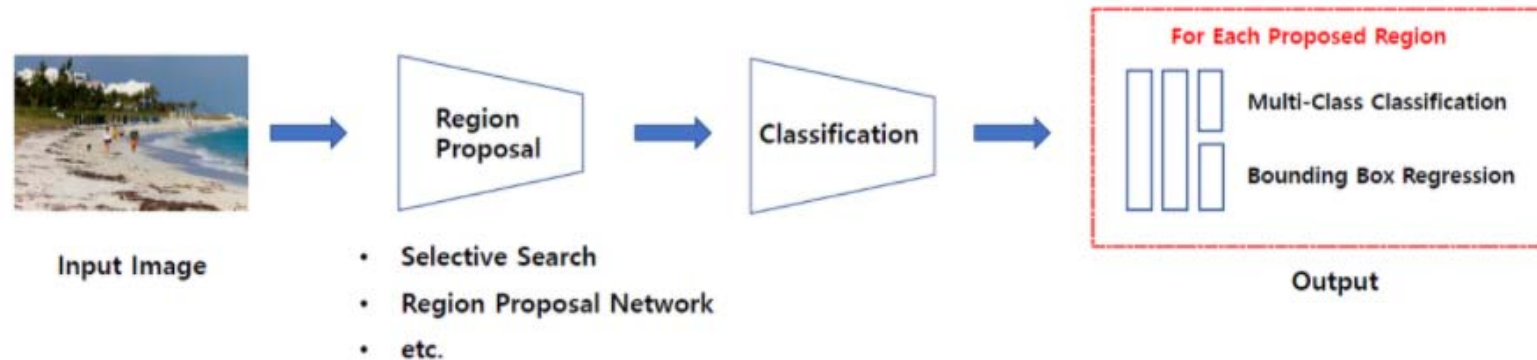 For Each Proposed Region
Region
Proposal
Classification
Multi-Class Classification
Bounding Box Regression
Input Image
• Selective Search
• Region Proposal Network
• etc.
Output